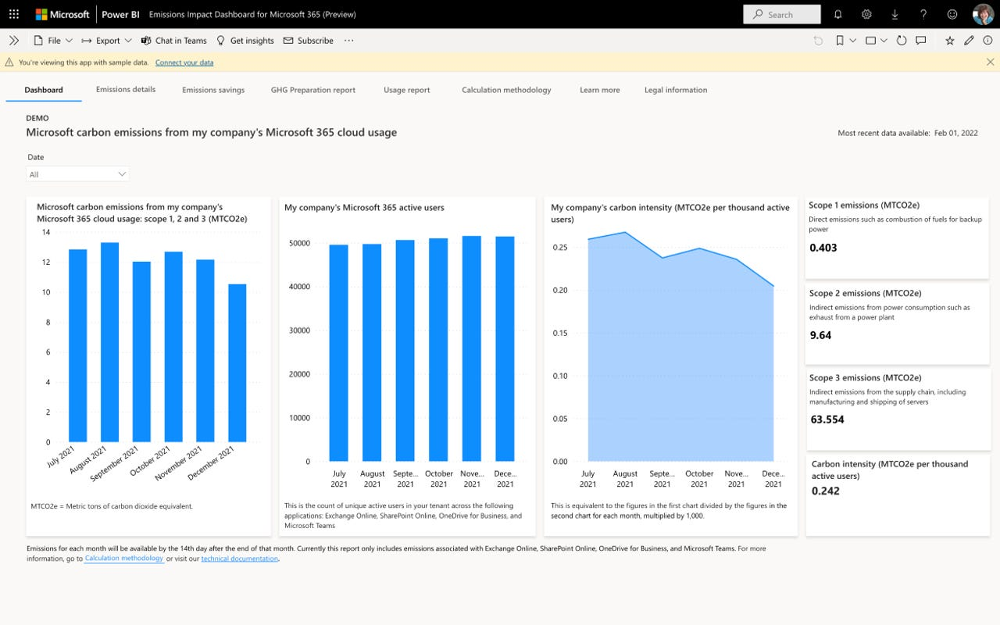 Microsoft Power BI Emissions Impact Dashboard for Microsoft 365 (Preview) Search
File Export Chat in Teams Get insights Subscribe ...
You're viewing this app with sample data. Connect your data
Dashboard Emissions details Emissions savings GHG Preparation report Usage report Calculation methodology Learn more Legal information
DEMO
Microsoft carbon emissions from my company's Microsoft 365 cloud usage
Most recent data available: Feb 01, 2022
Date
All
Microsoft carbon emissions from my company's
Microsoft 365 cloud usage: scope 1, 2 and 3 (MTCO2e)
14
12
10
8
6
4
2
0
July 2021
August 2021
September 2021
October 2021
November 2021
December 2021
MTCO2e = Metric tons of carbon dioxide equivalent.
My company's Microsoft 365 active users
50000
40000
30000
20000
10000
0
July August Septe... October Nove... Dece...
2021 2021 2021 2021 2021 2021
This is the count of unique active users in your tenant across the following
applications: Exchange Online, SharePoint Online, OneDrive for Business, and
Microsoft Teams
My company's carbon intensity (MTCO2e per thousand active
users)
0.25
0.20
0.15
0.10
0.05
0.00
July August Septe... October Nove... Dece...
2021 2021 2021 2021 2021 2021
This is equivalent to the figures in the first chart divided by the figures in the
second chart for each month, multiplied by 1,000.
Scope 1 emissions (MTCO2e)
Direct emissions such as combustion of fuels for backup
power
0.403
Scope 2 emissions (MTCO2e)
Indirect emissions from power consumption such as
exhaust from a power plant
9.64
Scope 3 emissions (MTCO2e)
Indirect emissions from the supply chain, including
manufacturing and shipping of servers
63.554
Carbon intensity (MTCO2e per thousand
active users)
0.242
Emissions for each month will be available by the 14th day after the end of that month. Currently this report only includes emissions associated with Exchange Online, SharePoint Online, OneDrive for Business, and Microsoft Teams. For more
information, go to Calculation methodology or visit our technical documentation.